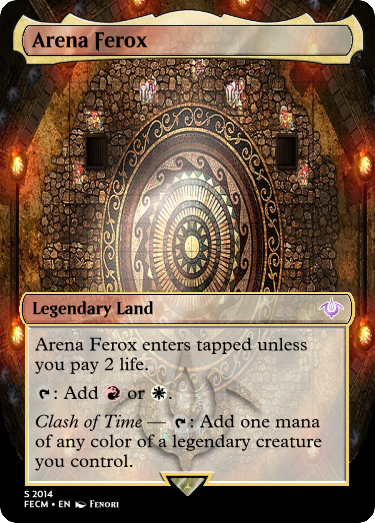 Arena Ferox
Legendary Land
Arena Ferox enters tapped unless
you pay 2 life.
: Add or .
Clash of Time — : Add one mana
of any color of a legendary creature
you control.
S 2014
FECM • EN Fenori